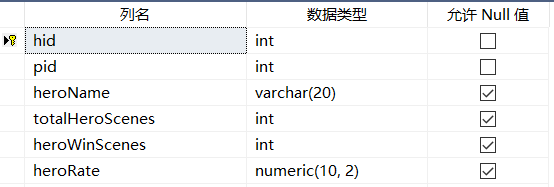 列名 数据类型 允许 Null 值
hid int
pid int
heroName varchar(20)
totalHeroScenes int
heroWinScenes int
heroRate numeric(10, 2)